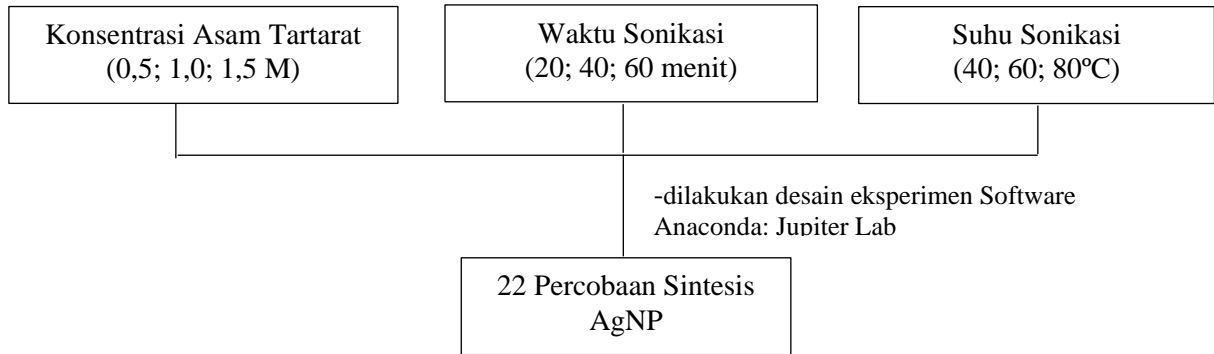 Konsentrasi Asam Tartarat
(0,5; 1,0; 1,5 M)
Waktu Sonikasi
(20; 40; 60 menit)
Suhu Sonikasi
(40; 60; 80ºC)
-dilakukan desain eksperimen Software
Anaconda: Jupiter Lab
22 Percobaan Sintesis
AgNP